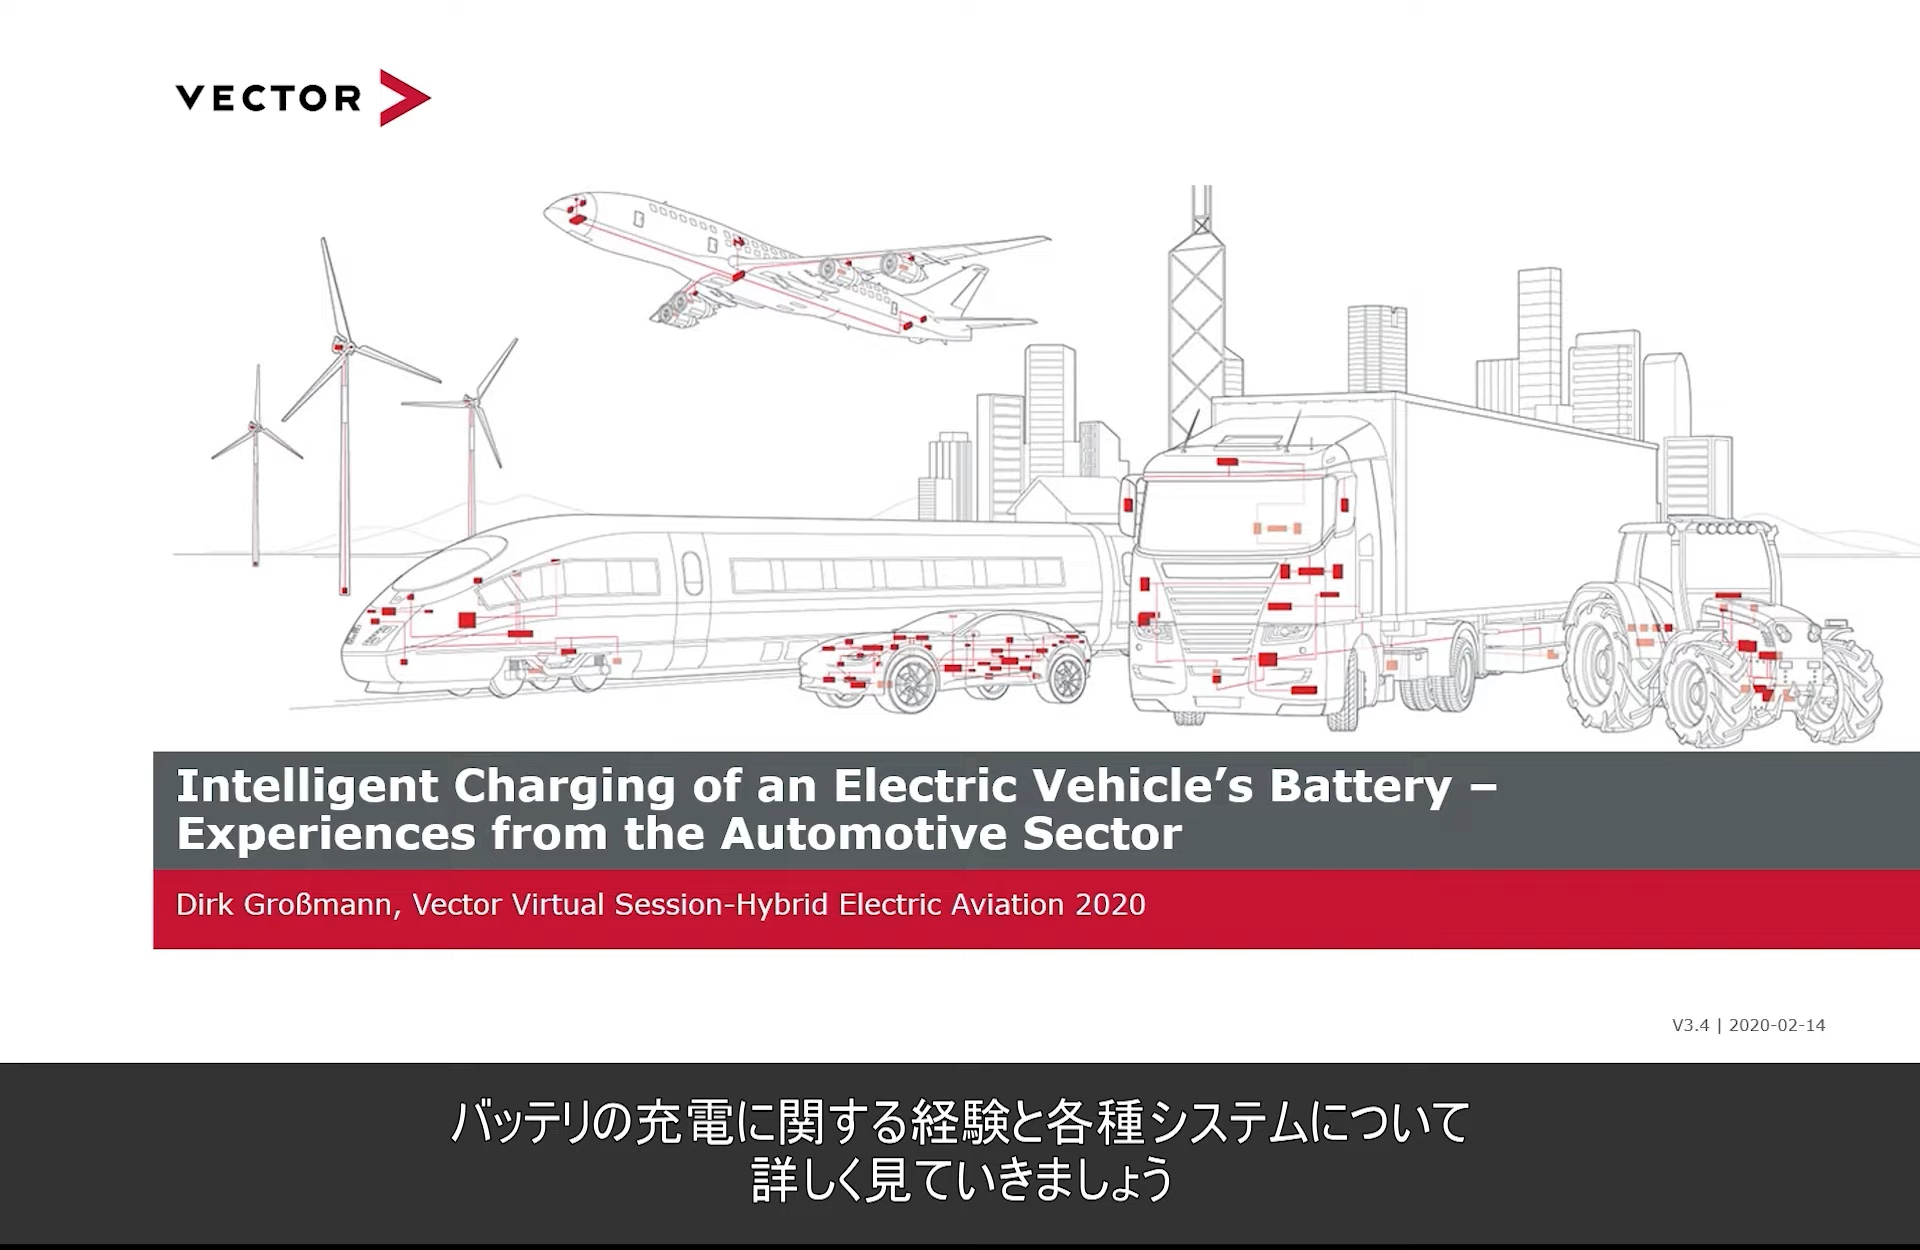 VECTOR
Intelligent Charging of an Electric Vehicle’s Battery –
Experiences from the Automotive Sector
Dirk Großmann, Vector Virtual Session-Hybrid Electric Aviation 2020
V3.4 | 2020-02-14
バッテリの充電に関する経験と各種システムについて
詳しく見ていきましょう